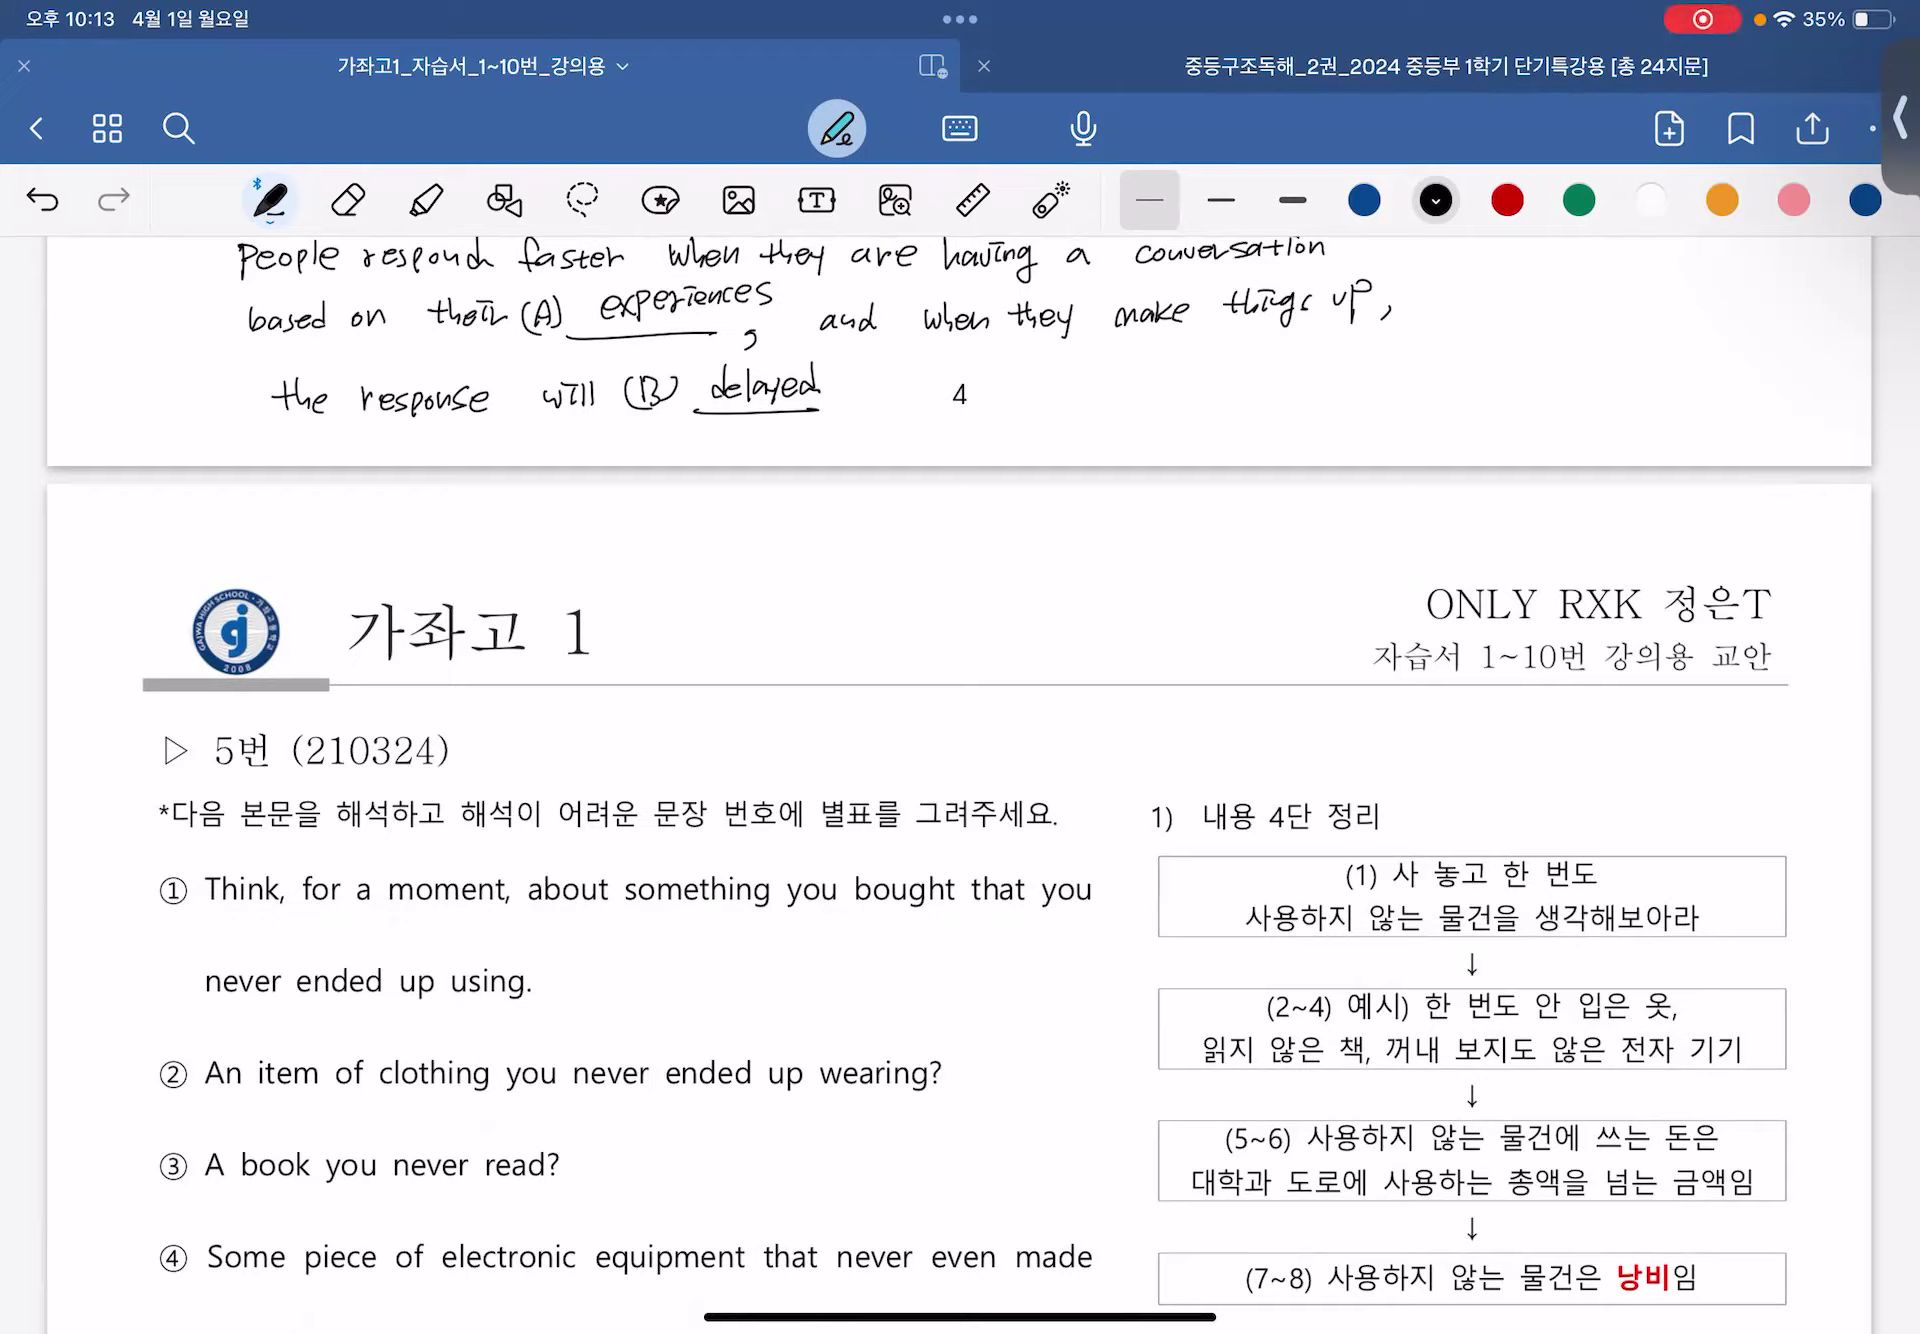 오후 10:13 4월 1일 월요일
35%
가좌고1_자습서_1~10번_강의용
중등구조독해_2권_2024 중등부 1학기 단기특강용 [총 24지문]
People respond faster when they are having a conversation
based on their (A) experiences, and when they make things up,
the response will (B) delayed
4
GAJWA HIGH SCHOOL · 가좌고등학교
2008
가좌고 1
ONLY RXK 정은T
자습서 1~10번 강의용 교안
▷ 5번 (210324)
*다음 본문을 해석하고 해석이 어려운 문장 번호에 별표를 그려주세요.
① Think, for a moment, about something you bought that you
never ended up using.
② An item of clothing you never ended up wearing?
③ A book you never read?
④ Some piece of electronic equipment that never even made
1) 내용 4단 정리
(1) 사 놓고 한 번도
사용하지 않는 물건을 생각해보아라
↓
(2~4) 예시) 한 번도 안 입은 옷,
읽지 않은 책, 꺼내 보지도 않은 전자 기기
↓
(5~6) 사용하지 않는 물건에 쓰는 돈은
대학과 도로에 사용하는 총액을 넘는 금액임
↓
(7~8) 사용하지 않는 물건은 낭비임